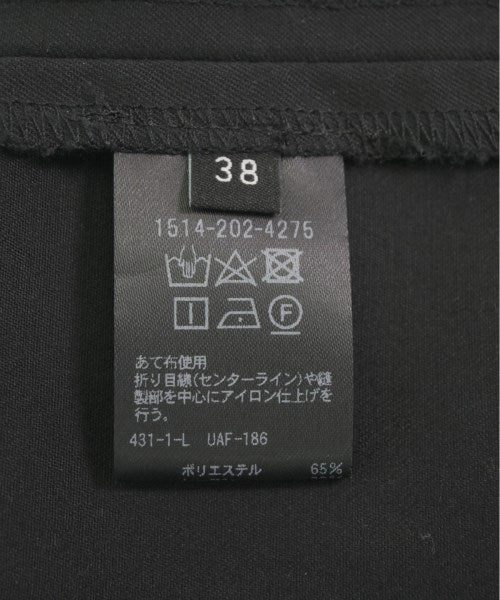 38
1514-202-4275
F
あて布使用
折り目線(センターライン)や縫
製部を中心にアイロン仕上げを
行う。
431-1-L UAF-186
ポリエステル 65%